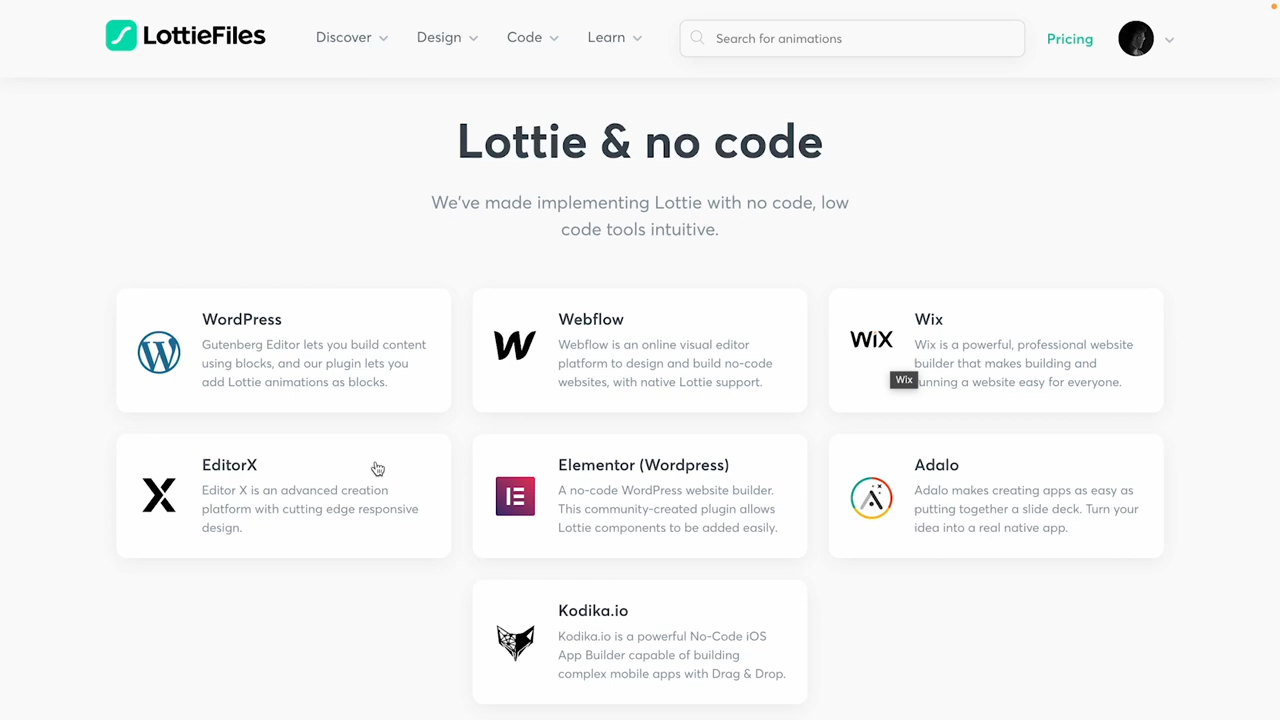 LottieFiles
Discover
Design
Code
Learn
Search for animations
Pricing
Lottie & no code
We've made implementing Lottie with no code, low
code tools intuitive.
WordPress
Gutenberg Editor lets you build content
using blocks, and our plugin lets you
add Lottie animations as blocks.
Webflow
Webflow is an online visual editor
platform to design and build no-code
websites, with native Lottie support.
WiX
Wix
Wix is a powerful, professional website
builder that makes building and
unning a website easy for everyone.
Wix
EditorX
Editor X is an advanced creation
platform with cutting edge responsive
design.
Elementor (Wordpress)
A no-code WordPress website builder.
This community-created plugin allows
Lottie components to be added easily.
Adalo
Adalo makes creating apps as easy as
putting together a slide deck. Turn your
idea into a real native app.
Kodika.io
Kodika.io is a powerful No-Code iOS
App Builder capable of building
complex mobile apps with Drag & Drop.